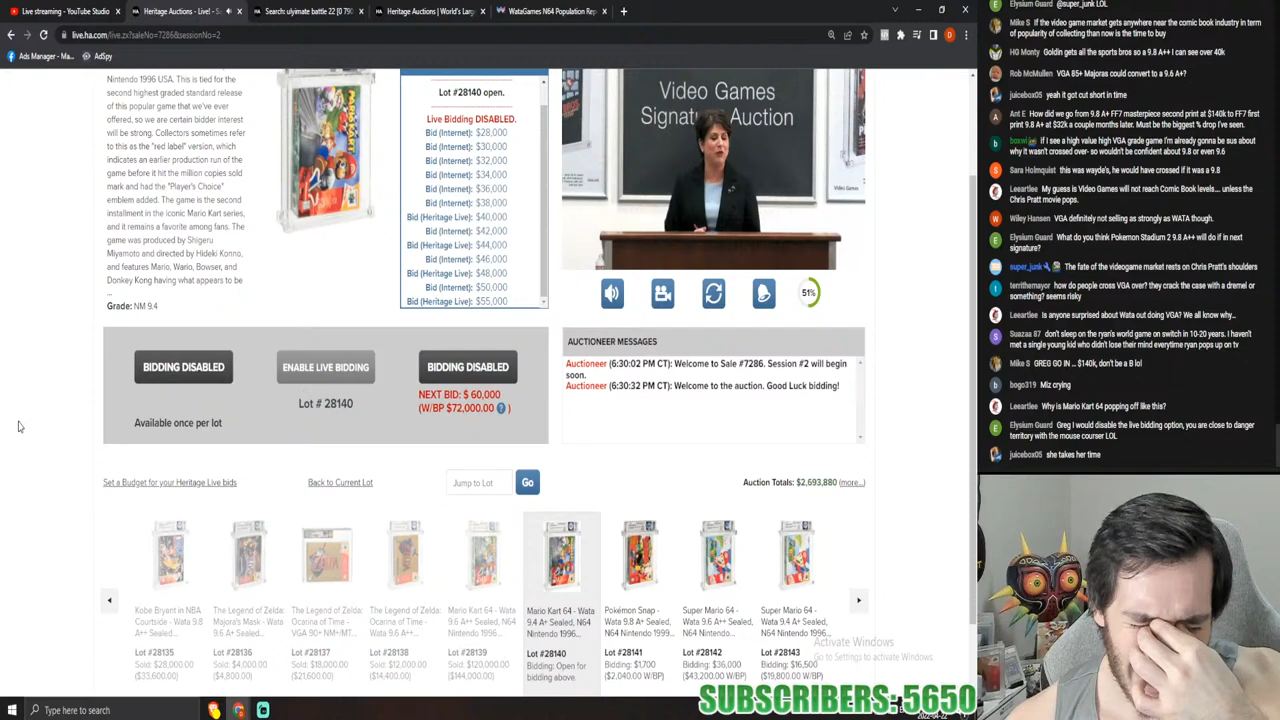 Live streaming - YouTube Studio
Heritage Auctions - Live! - S
Search: ulyimate battle 22 [0 790
Heritage Auctions | World's Larg
WataGames N64 Population Rep
live.ha.com/live.zx?saleNo=7286&sessionNo=2
Ads Manager - Ma...
AdSpy
Nintendo 1996 USA. This is tied for the
second highest graded standard release
of this popular game that we've ever
offered, so we are certain bidder interest
will be strong. Collectors sometimes refer
to this as the "red label" version, which
indicates an earlier production run of the
game before it hit the million copies sold
mark and had the "Player's Choice"
emblem added. The game is the second
installment in the iconic Mario Kart series,
and it remains a favorite among fans. The
game was produced by Shigeru
Miyamoto and directed by Hideki Konno,
and features Mario, Wario, Bowser, and
Donkey Kong having what appears to be
...
Grade: NM 9.4
Lot #28140 open.
Live Bidding DISABLED.
Bid (Internet): $28,000
Bid (Internet): $30,000
Bid (Internet): $32,000
Bid (Internet): $34,000
Bid (Internet): $36,000
Bid (Internet): $38,000
Bid (Heritage Live): $40,000
Bid (Internet): $42,000
Bid (Heritage Live): $44,000
Bid (Internet): $46,000
Bid (Heritage Live): $48,000
Bid (Internet): $50,000
Bid (Heritage Live): $55,000
Video Games
Signature Auction
Video Games
51%
BIDDING DISABLED
ENABLE LIVE BIDDING
BIDDING DISABLED
Lot # 28140
NEXT BID: $ 60,000
(W/BP $72,000.00 ? )
Available once per lot
AUCTIONEER MESSAGES
Auctioneer (6:30:02 PM CT): Welcome to Sale #7286. Session #2 will begin
soon.
Auctioneer (6:30:32 PM CT): Welcome to the auction. Good Luck bidding!
Set a Budget for your Heritage Live bids
Back to Current Lot
Jump to Lot
Go
Auction Totals: $2,693,880 (more...)
Kobe Bryant in NBA
Courtside - Wata 9.8
A+ Sealed...
Lot #28135
Sold: $28,000.00
($33,600.00)
The Legend of Zelda:
Majora's Mask - Wata
9.6 A+ Sealed...
Lot #28136
Sold: $4,000.00
($4,800.00)
The Legend of Zelda:
Ocarina of Time -
VGA 90+ NM+/MT...
Lot #28137
Sold: $18,000.00
($21,600.00)
The Legend of Zelda:
Ocarina of Time -
Wata 9.6 A++...
Lot #28138
Sold: $12,000.00
($14,400.00)
Mario Kart 64 - Wata
9.6 A+ Sealed, N64
Nintendo 1996...
Lot #28139
Sold: $120,000.00
($144,000.00)
Mario Kart 64 - Wata
9.4 A+ Sealed, N64
Nintendo 1996...
Lot #28140
Bidding: Open for
bidding above.
Pokémon Snap -
Wata 9.8 A++ Sealed,
N64 Nintendo 1999...
Lot #28141
Bidding: $1,700
($2,040.00 W/BP)
Super Mario 64 -
Wata 9.6 A++ Sealed,
N64 Nintendo...
Lot #28142
Bidding: $36,000
($43,200.00 W/BP)
Super Mario 64 -
Wata 9.4 A+ Sealed,
N64 Nintendo 1996...
Lot #28143
Bidding: $16,500
($19,800.00 W/BP)
Activate Windows
Go to Settings to activate Windows
Type here to search
SUBSCRIBERS: 5650
Elysium Guard @super_junk LOL
Mike S If the video game market gets anywhere near the comic book industry in term
of popularity of collecting than now is the time to buy
HG Monty Goldin gets all the sports bros so a 9.8 A++ I can see over 40k
Rob McMullen VGA 85+ Majoras could convert to a 9.6 A+?
juicebox05 yeah it got cut short in time
Ant E How did we go from 9.8 A+ FF7 masterpiece second print at $140k to FF7 first
print 9.8 A+ at $32k a couple months later. Must be the biggest % drop I've seen.
if I see a high value high VGA grade game I'm already gonna be sus about
why it wasn't crossed over- so wouldn't be confident about 9.8 or even 9.6
Sara Holmquist this was wayde's, he would have crossed if it was a 9.8
Leeartlee My guess is Video Games will not reach Comic Book levels... unless the
Chris Pratt movie pops.
Wiley Hansen VGA definitely not selling as strongly as WATA though.
Elysium Guard What do you think Pokemon Stadium 2 9.8 A++ will do if in next
signature?
super_junk The fate of the videogame market rests on Chris Pratt's shoulders
territhemayor how do people cross VGA over? they crack the case with a dremel or
something? seems risky
Leeartlee Is anyone surprised about Wata out doing VGA? We all know why...
Suazaa 87 don't sleep on the ryan's world game on switch in 10-20 years. I haven't
met a single young kid who didn't lose their mind everytime ryan pops up on tv
Mike S GREG GO IN ... $140k, don't be a B lol
bogo319 Miz crying
Leeartlee Why is Mario Kart 64 popping off like this?
Elysium Guard Greg I would disable the live bidding option, you are close to danger
territory with the mouse courser LOL
juicebox05 she takes her time